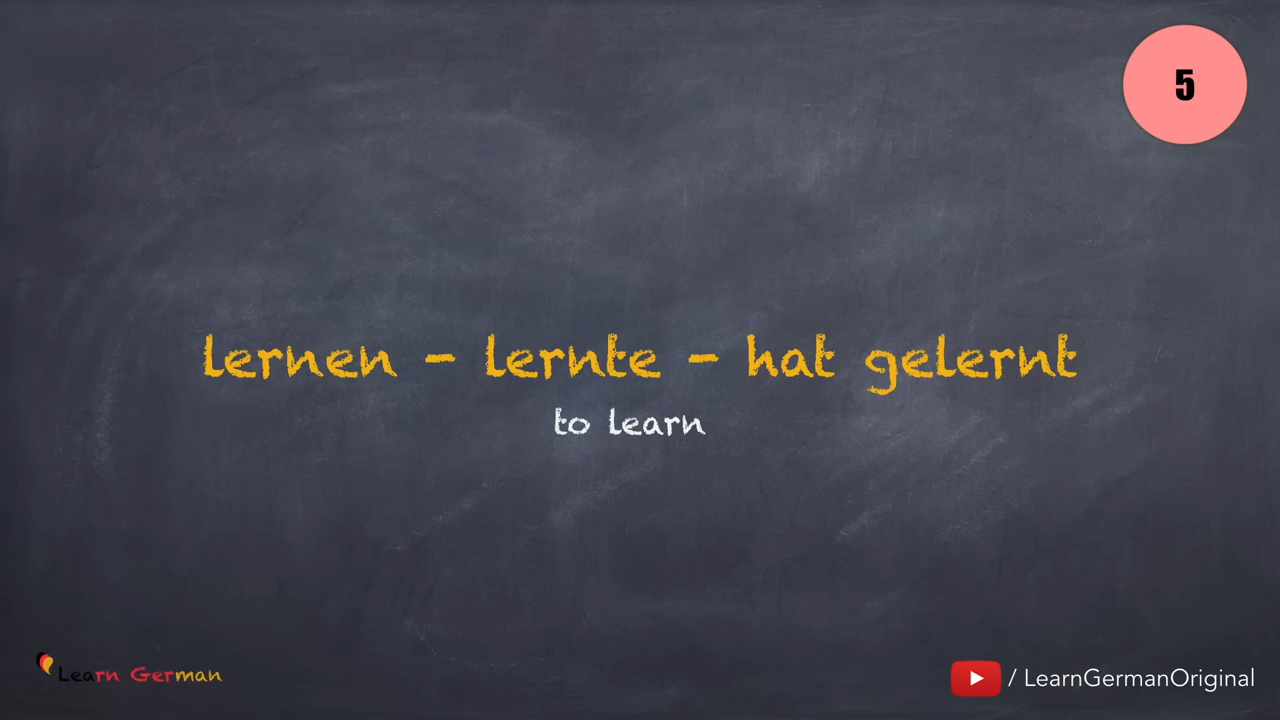 5
lernen - lernte - hat gelernt
to learn
Learn German
/ LearnGermanOriginal